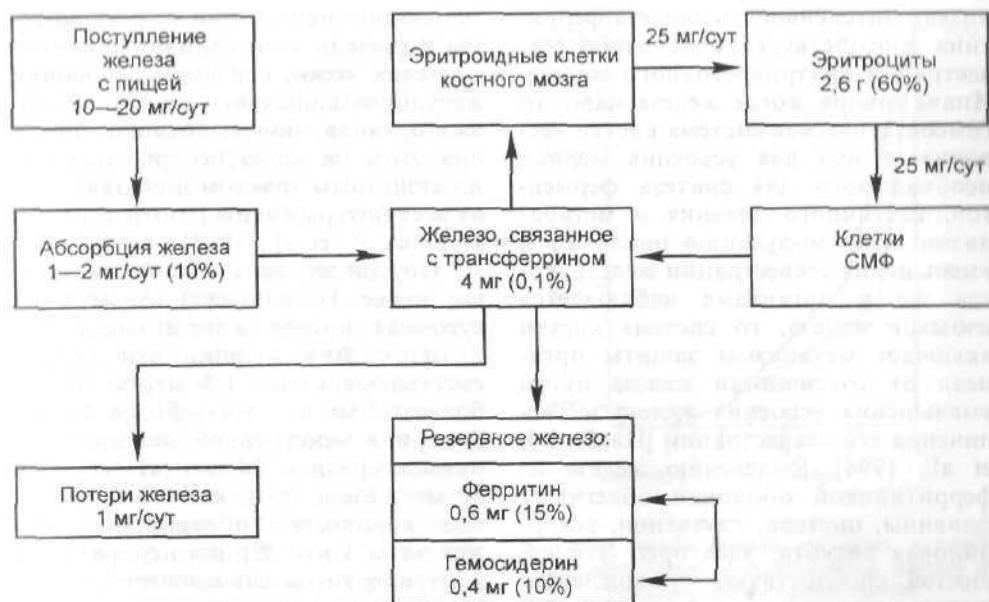 Поступление
железа
с пищей
10—20 мг/сут
Эритроидные клетки
костного мозга
25 мг/сут
Эритроциты
2,6 г (60%)
25 мг/сут
Абсорбция железа
1—2 мг/сут (10%)
Железо, связанное
с трансферрином
4 мг (0,1%)
Клетки
СМФ
Потери железа
1 мг/сут
Резервное железо:
Ферритин
0,6 мг (15%)
Гемосидерин
0,4 мг (10%)